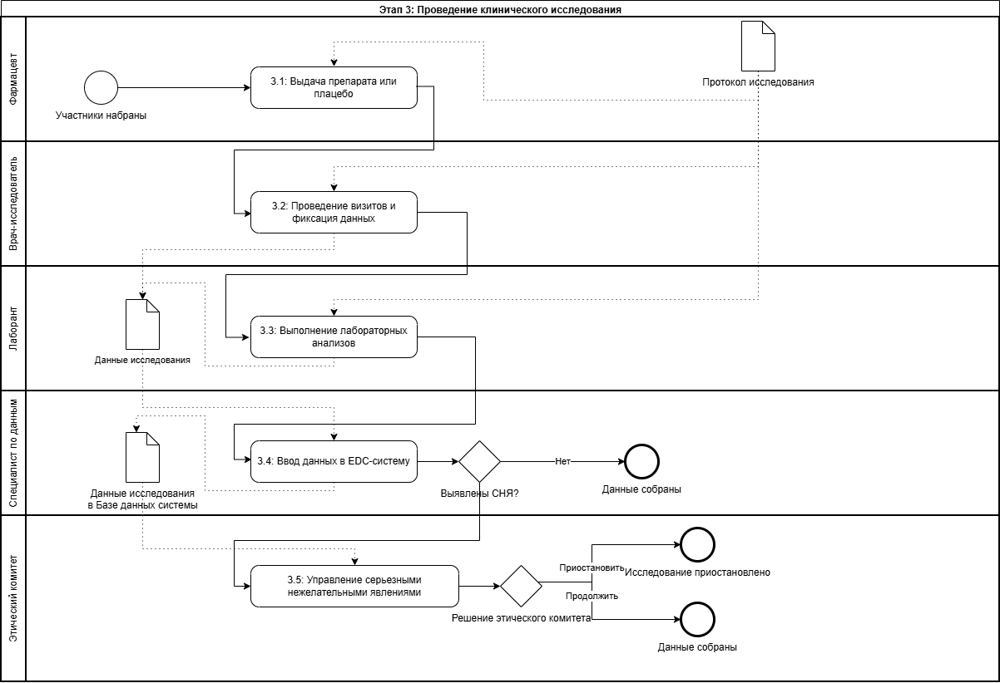 Этап 3: Проведение клинического исследования
Фармацевт
Участники набраны
3.1: Выдача препарата или
плацебо
Протокол исследования
Врач-исследователь
3.2: Проведение визитов и
фиксация данных
Лаборант
Данные исследования
3.3: Выполнение лабораторных
анализов
Специалист по данным
Данные исследования
в Базе данных системы
3.4: Ввод данных в EDC-систему
Выявлены СНЯ?
Нет
Данные собраны
Этический комитет
3.5: Управление серьезными
нежелательными явлениями
Решение этического комитета
Приостановить
Исследование приостановлено
Продолжить
Данные собраны